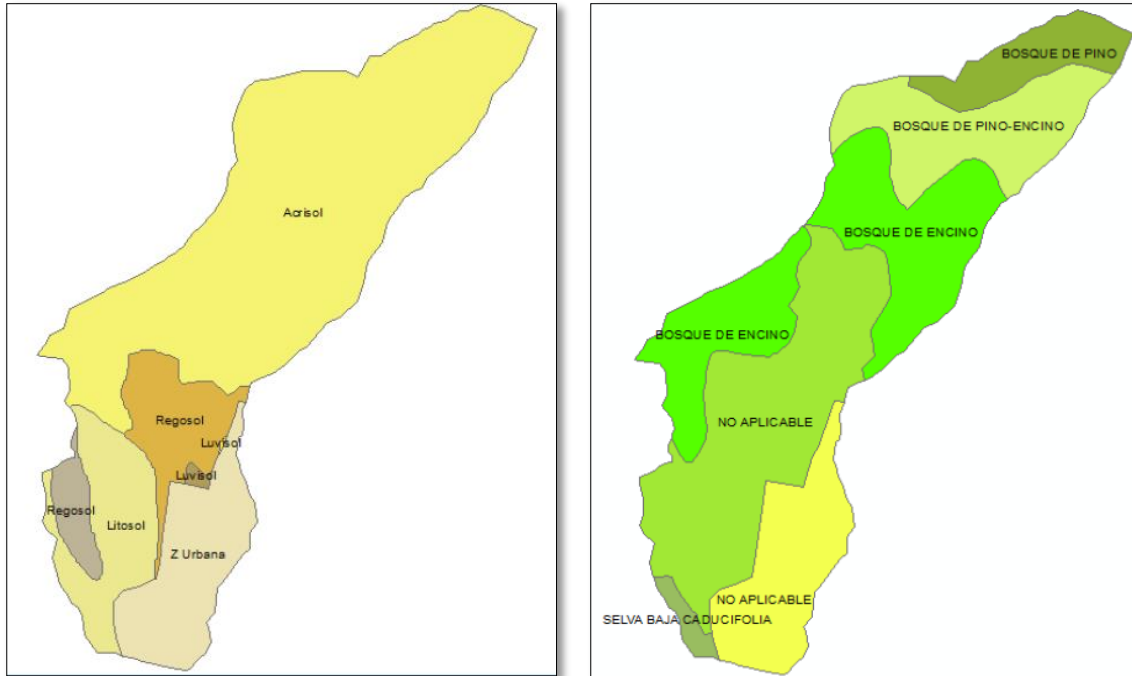 Acrisol
Regosol
Luvisol
Luvisol
Regosol
Litosol
Z Urbana
BOSQUE DE PINO
BOSQUE DE PINO-ENCINO
BOSQUE DE ENCINO
BOSQUE DE ENCINO
NO APLICABLE
NO APLICABLE
SELVA BAJA CADUCIFOLIA